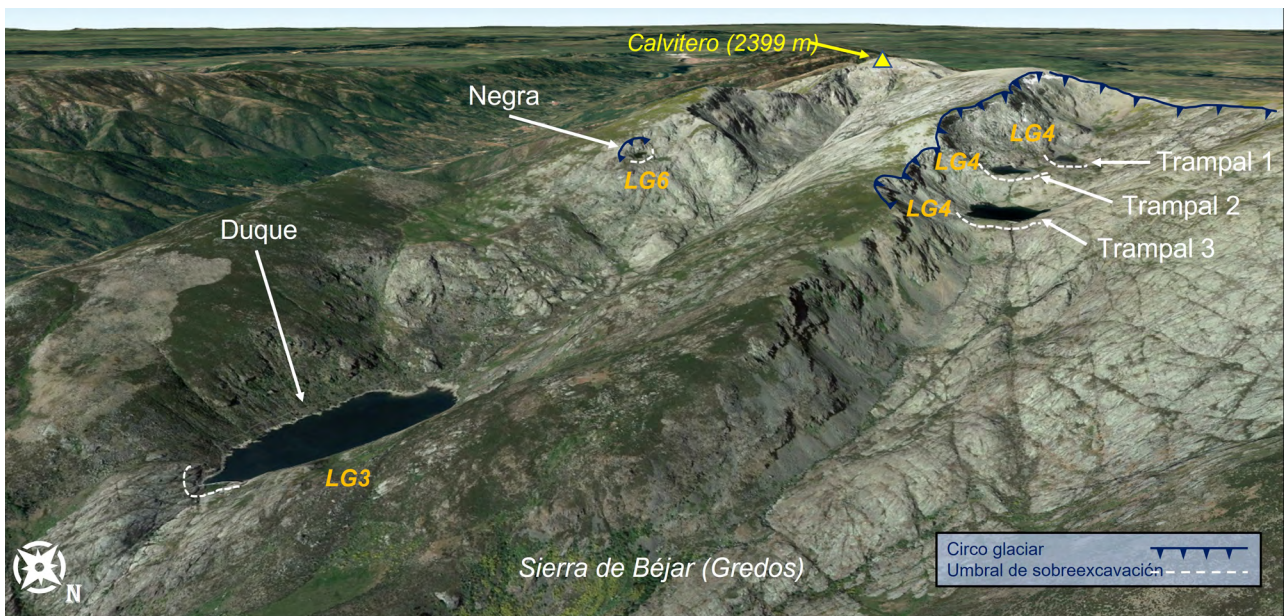 Calvitero (2399 m)
Negra
LG4
LG6
LG4
Trampal 1
LG4
Trampal 2
Duque
Trampal 3
LG3
Sierra de Béjar (Gredos)
N
Circo glaciar
Umbral de sobreexcavación